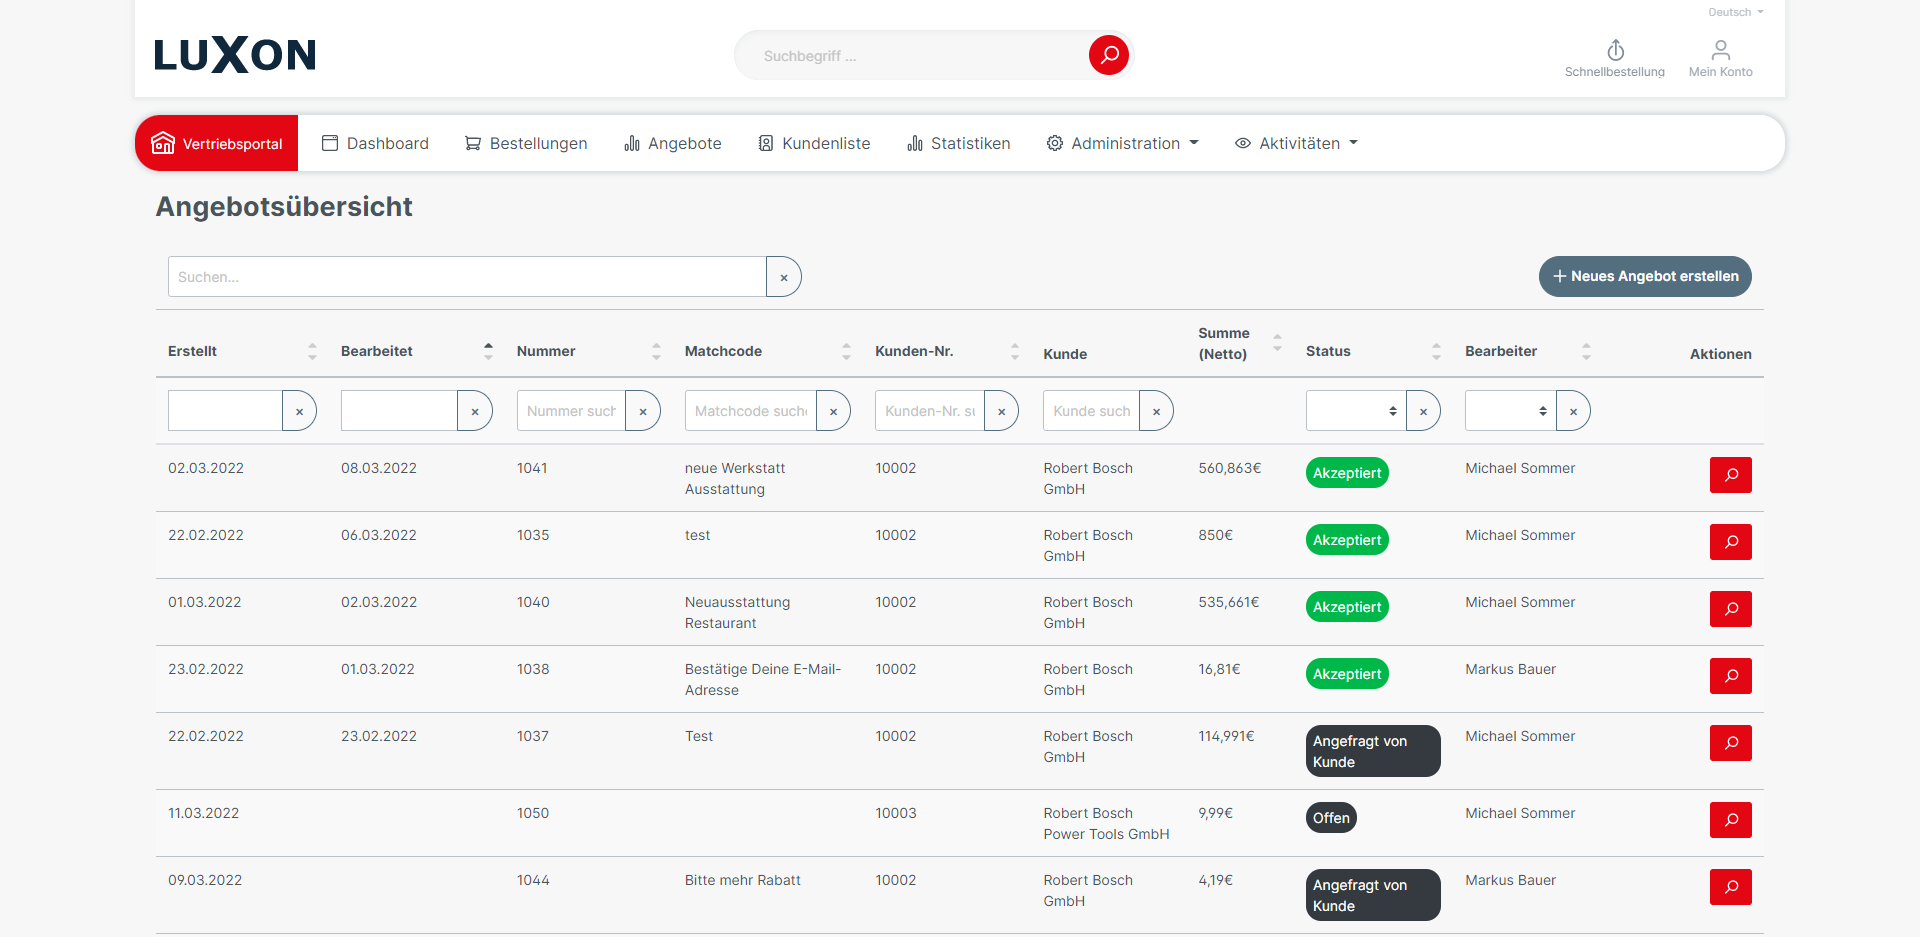 Deutsch
LUXON
Suchbegriff ...
Schnellbestellung
Mein Konto
Vertriebsportal
Dashboard
Bestellungen
Angebote
Kundenliste
Statistiken
Administration
Aktivitäten
Angebotsübersicht
Suchen...
×
+ Neues Angebot erstellen
Erstellt Bearbeitet Nummer Matchcode Kunden-Nr. Kunde Summe (Netto) Status Bearbeiter Aktionen
× × Nummer such × Matchcode such × Kunden-Nr. su × Kunde such × × ×
02.03.2022 08.03.2022 1041 neue Werkstatt 10002 Robert Bosch 560,863€ Akzeptiert Michael Sommer
Ausstattung GmbH
22.02.2022 06.03.2022 1035 test 10002 Robert Bosch 850€ Akzeptiert Michael Sommer
GmbH
01.03.2022 02.03.2022 1040 Neuausstattung 10002 Robert Bosch 535,661€ Akzeptiert Michael Sommer
Restaurant GmbH
23.02.2022 01.03.2022 1038 Bestätige Deine E-Mail- 10002 Robert Bosch 16,81€ Akzeptiert Markus Bauer
Adresse GmbH
22.02.2022 23.02.2022 1037 Test 10002 Robert Bosch 114,991€ Angefragt von Michael Sommer
GmbH Kunde
11.03.2022 1050 10003 Robert Bosch 9,99€ Offen Michael Sommer
Power Tools GmbH
09.03.2022 1044 Bitte mehr Rabatt 10002 Robert Bosch 4,19€ Angefragt von Markus Bauer
GmbH Kunde